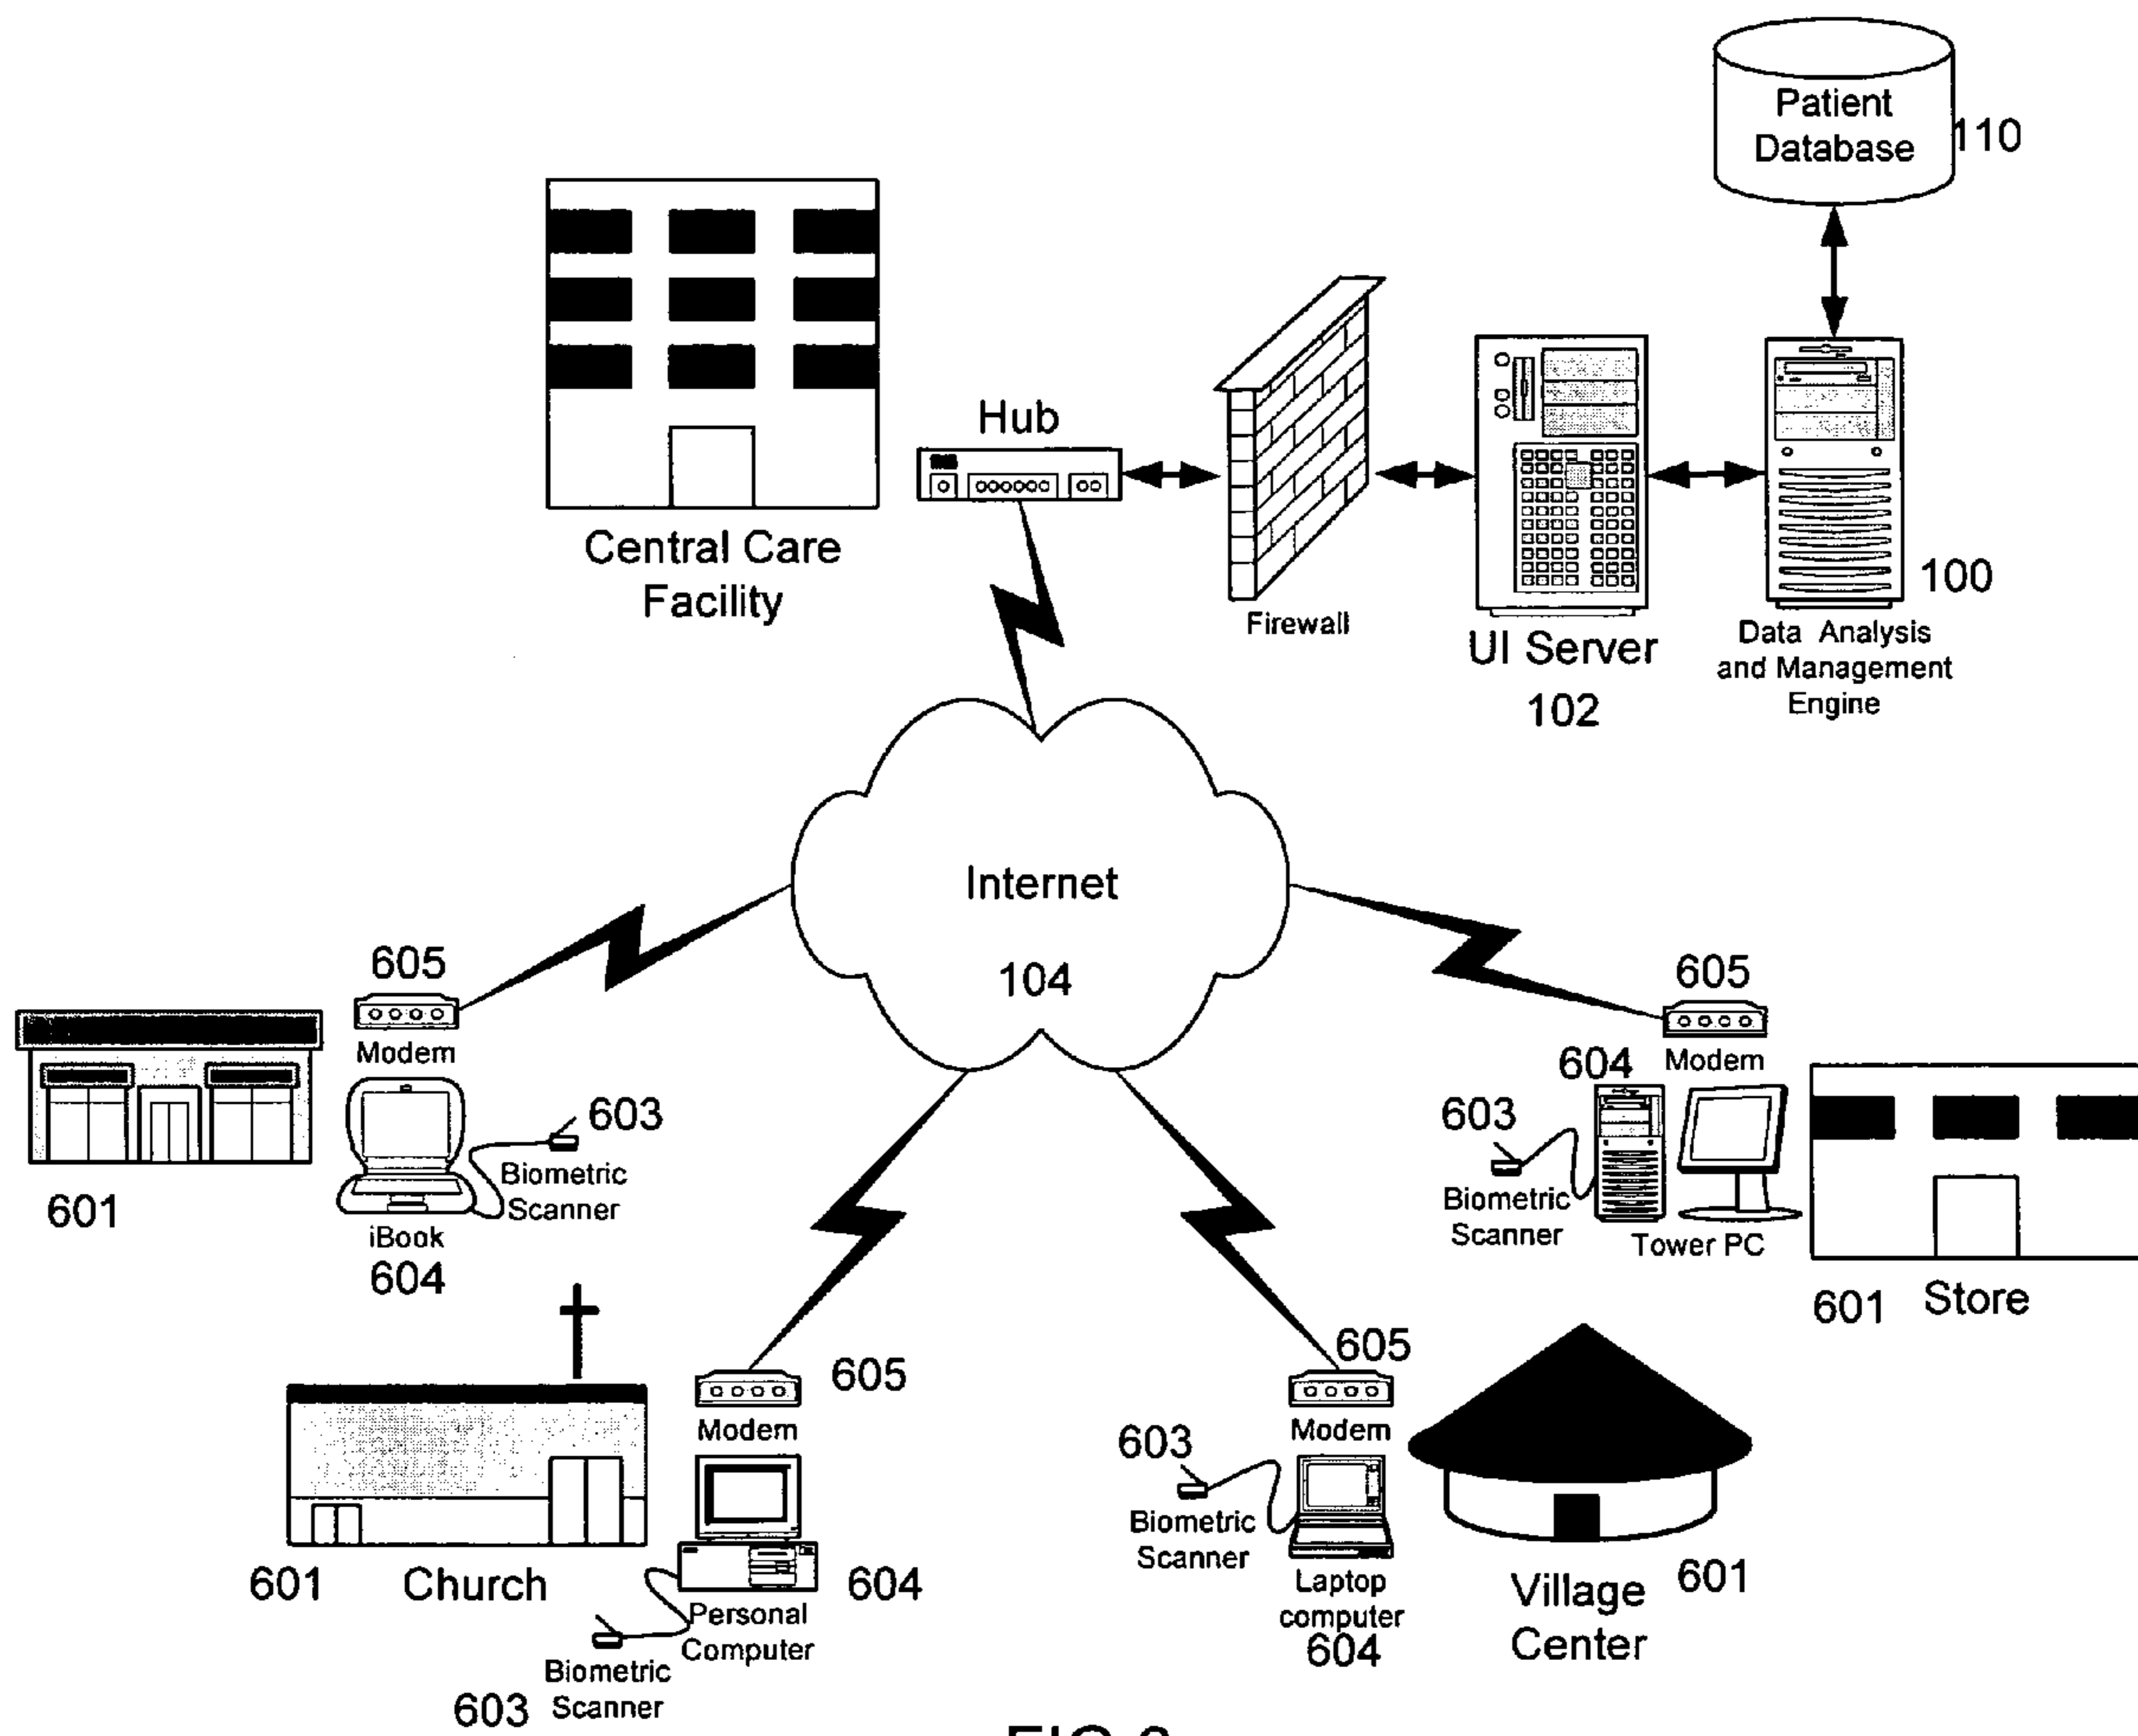 Patient
Database
110
Hub
Central Care
Facility
Firewall
UI Server
102
100
Data Analysis
and Management
Engine
Internet
104
605
Modem
603
Biometric
Scanner
iBook
604
601
605
Modem
604
603
Biometric
Scanner
Tower PC
601 Store
605
Modem
601 Church
604
Personal
Computer
Biometric
Scanner
603
605
Modem
603
Biometric
Scanner
Laptop
computer
604
Village
Center
601